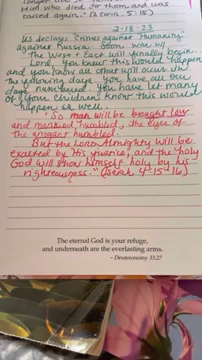 longer live for them
Him who died for them and was
raised again." (2 Corin. 5:15)
2-18-23
US declares "Crimes against Humanity"
against Russia. Soon, war w/
The West + East will finally begin
Lord, You knew this would happen
and you know all other will occur in
the following days. You have our
days numbered. You have let many
of your children know this would
happen as well.
"So man will be brought low
and mankind humbled, the eyes of
the arrogant humbled.
But the Lord Almighty will be
exalted by His justice, and the holy
God will show himself holy by his
righteousness." (Isaiah 5:15-16)
The eternal God is your refuge,
and underneath are the everlasting arms.
~ Deuteronomy 33:27